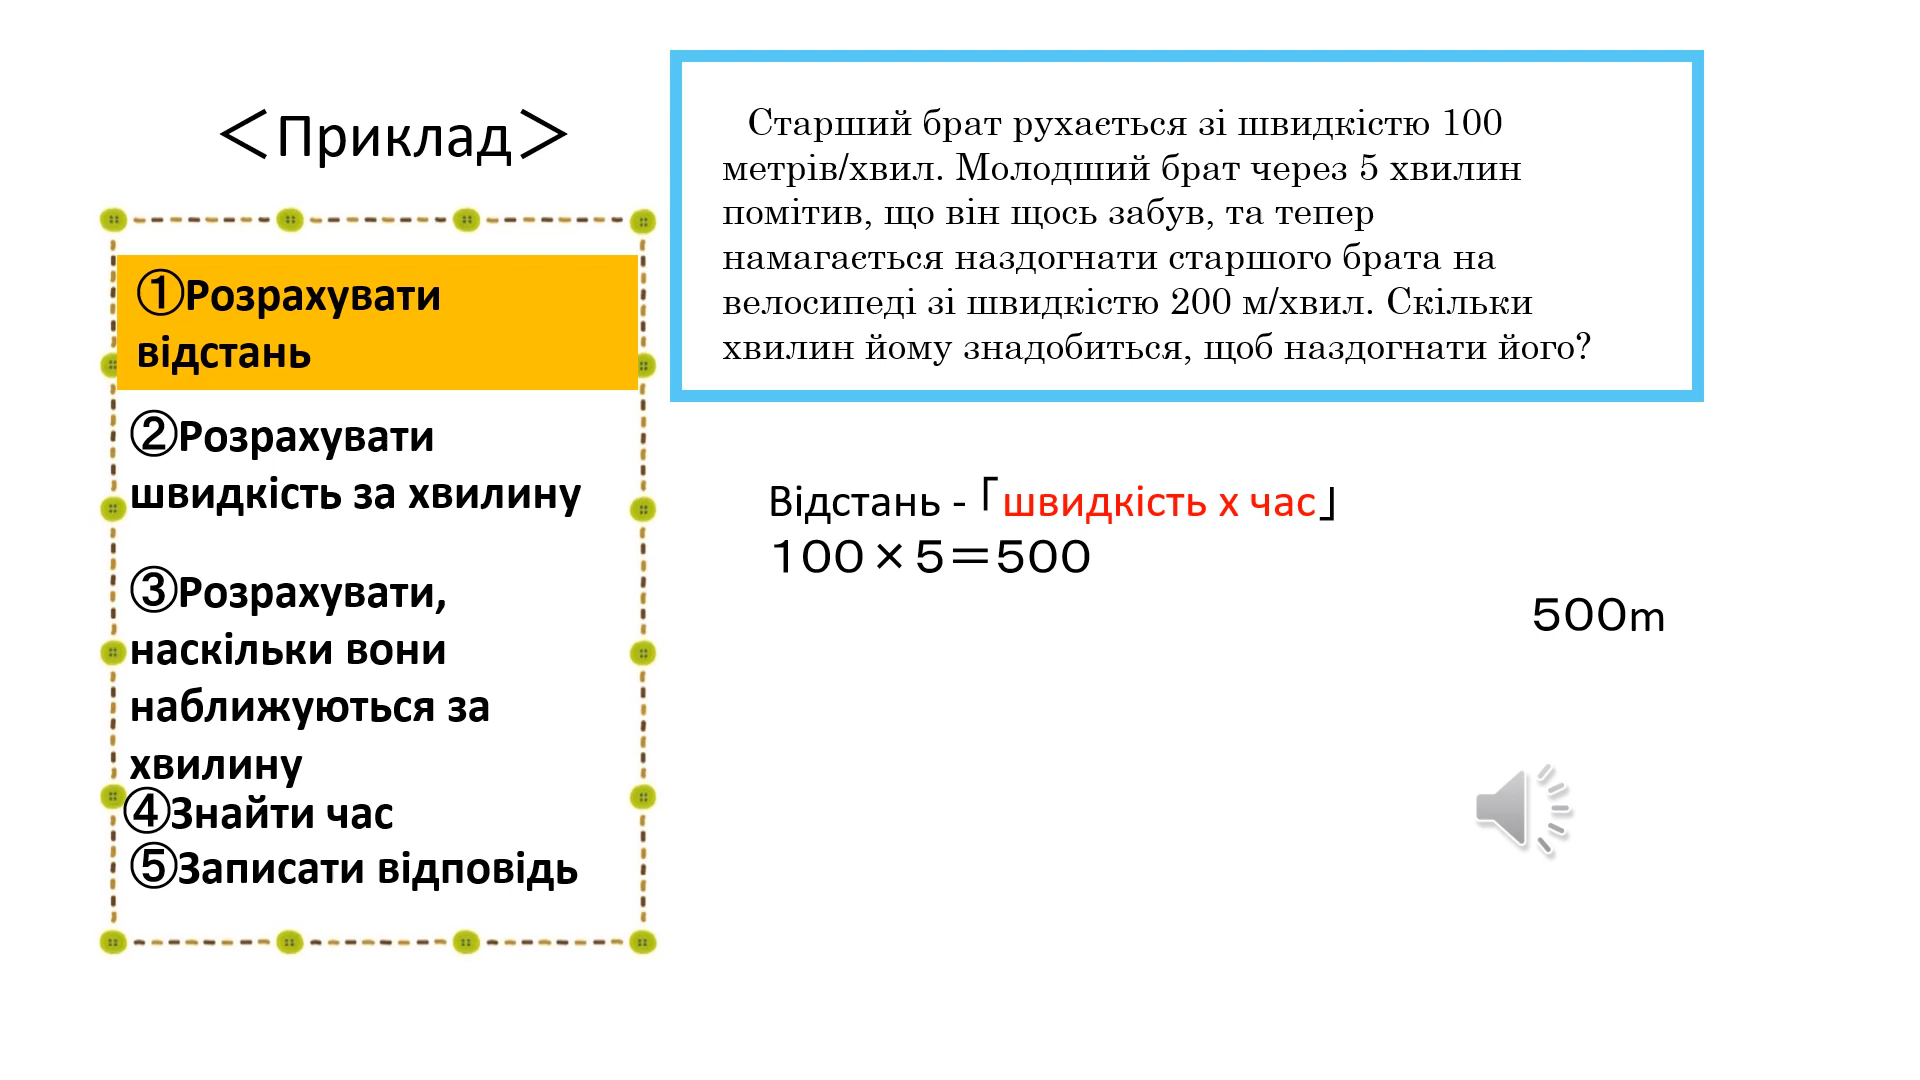 ＜Приклад＞
Старший брат рухається зі швидкістю 100
метрів/хвил. Молодший брат через 5 хвилин
помітив, що він щось забув, та тепер
намагається наздогнати старшого брата на
велосипеді зі швидкістю 200 м/хвил. Скільки
хвилин йому знадобиться, щоб наздогнати його?
①Розрахувати
відстань
②Розрахувати
швидкість за хвилину
③Розрахувати,
наскільки вони
наближуються за
хвилину
④Знайти час
⑤Записати відповідь
Відстань - ｢швидкість х час｣
１００×５＝５００
５００m